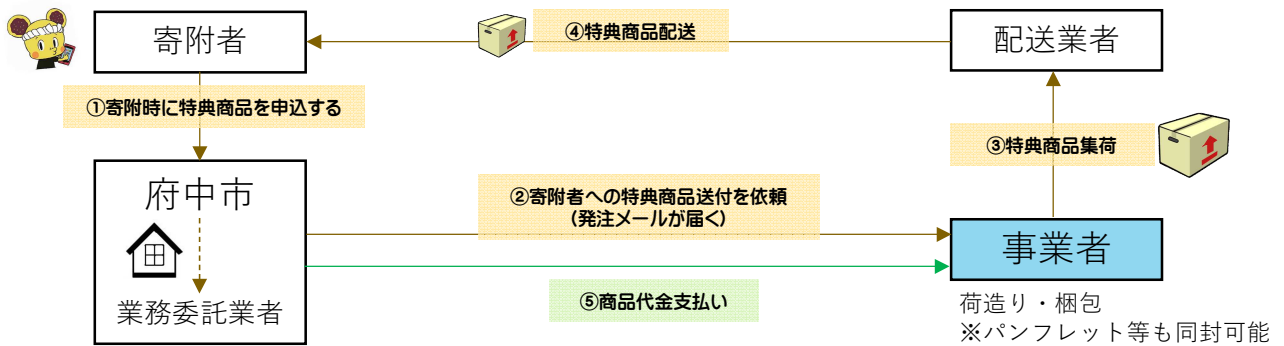 寄附者
④特典商品配送
配送業者
①寄附時に特典商品を申込する
③特典商品集荷
府中市
業務委託業者
②寄附者への特典商品送付を依頼
（発注メールが届く）
事業者
⑤商品代金支払い
荷造り・梱包
※パンフレット等も同封可能